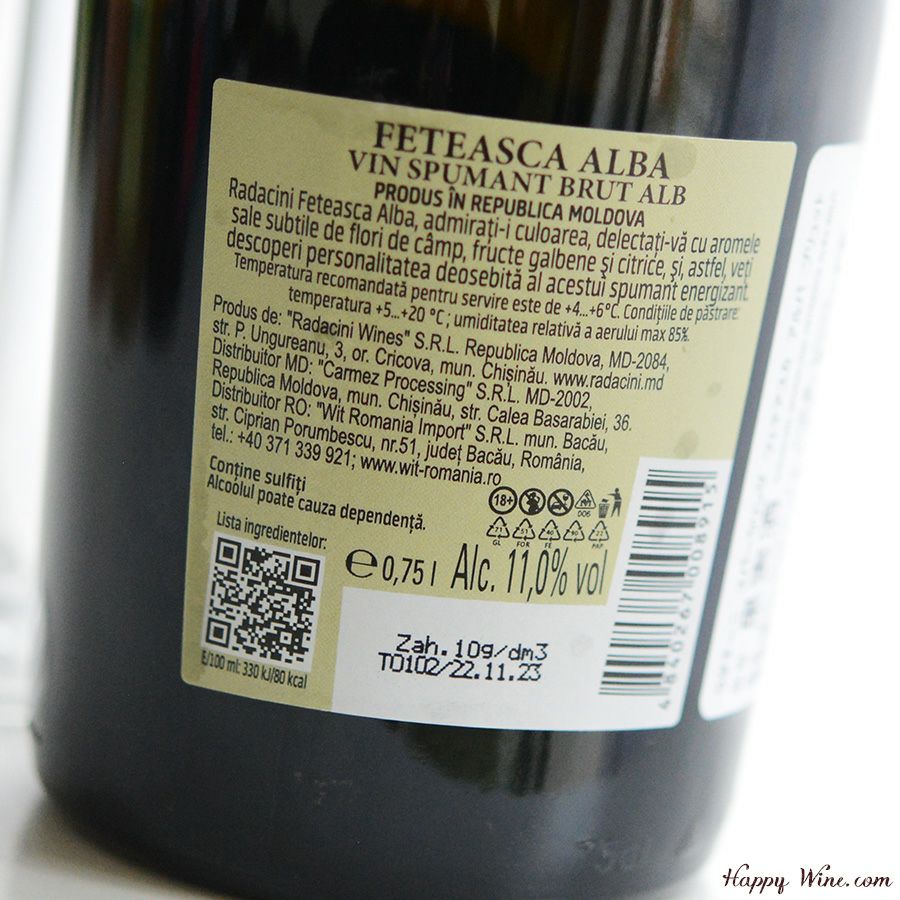 FETEASCA ALBA
VIN SPUMANT BRUT ALB
PRODUS ÎN REPUBLICA MOLDOVA
Radacini Feteasca Alba, admirați-i culoarea, delectați-vă cu aromele
sale subtile de flori de câmp, fructe galbene și citrice, și, astfel, veți
descoperi personalitatea deosebită al acestui spumant energizant.
Temperatura recomandată pentru servire este de +4...+6°C. Condițiile de păstrare:
temperatura +5...+20 °C ; umiditatea relativă a aerului max 85%.
Produs de: "Radacini Wines" S.R.L. Republica Moldova, MD-2084,
str. P. Ungureanu, 3, or. Cricova, mun. Chișinău. www.radacini.md
Distribuitor MD: "Carmez Processing" S.R.L. MD-2002,
Republica Moldova, mun. Chișinău, str. Calea Basarabiei, 36.
Distribuitor RO: "Wit Romania Import" S.R.L. mun. Bacău,
str. Ciprian Porumbescu, nr.51, județ Bacău, România,
tel.: +40 371 339 921; www.wit-romania.ro
Conține sulfiți
Alcoolul poate cauza dependență.
18+
Lista ingredientelor:
e 0,75 l Alc. 11,0% vol
Zah.10g/dm3
T0102/22.11.23
E/100 ml: 330 kJ/80 kcal
4 840267 008915
Happy Wine.com